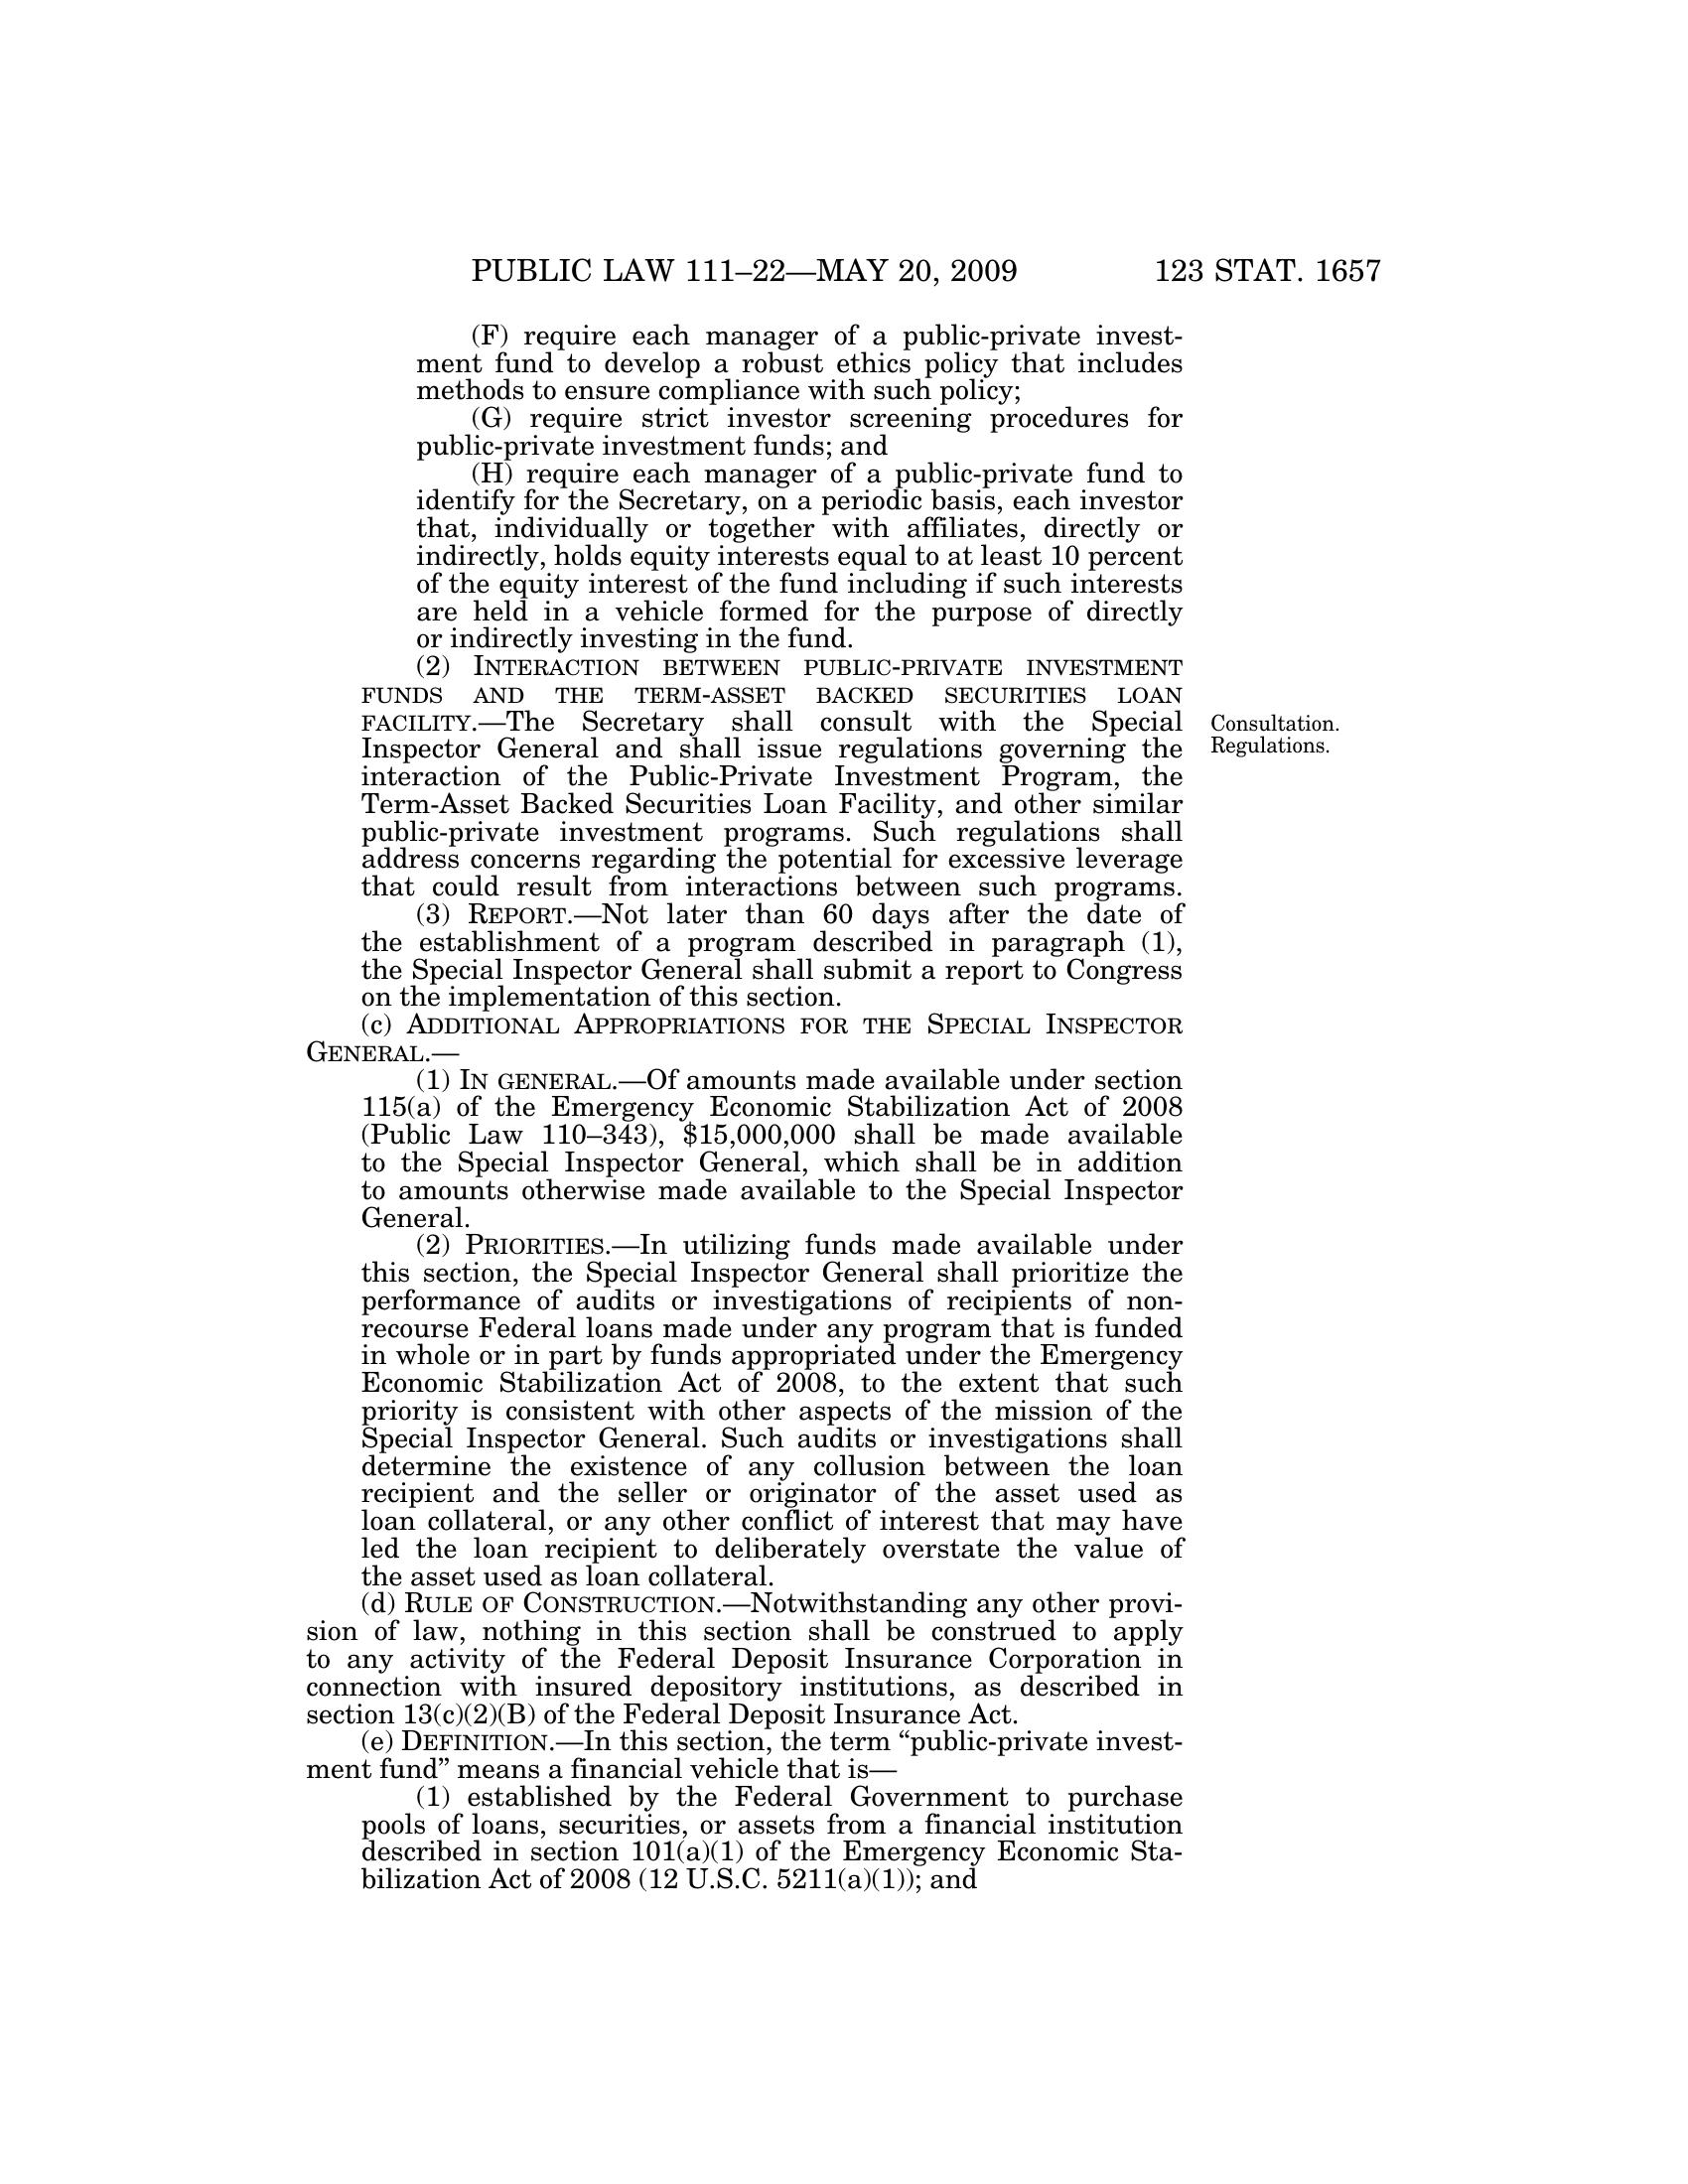 PUBLIC LAW 111–22—MAY 20, 2009 123 STAT. 1657
(F) require each manager of a public-private invest-
ment fund to develop a robust ethics policy that includes
methods to ensure compliance with such policy;
(G) require strict investor screening procedures for
public-private investment funds; and
(H) require each manager of a public-private fund to
identify for the Secretary, on a periodic basis, each investor
that, individually or together with affiliates, directly or
indirectly, holds equity interests equal to at least 10 percent
of the equity interest of the fund including if such interests
are held in a vehicle formed for the purpose of directly
or indirectly investing in the fund.
(2) INTERACTION BETWEEN PUBLIC-PRIVATE INVESTMENT
FUNDS AND THE TERM-ASSET BACKED SECURITIES LOAN
FACILITY.—The Secretary shall consult with the Special
Inspector General and shall issue regulations governing the
interaction of the Public-Private Investment Program, the
Term-Asset Backed Securities Loan Facility, and other similar
public-private investment programs. Such regulations shall
address concerns regarding the potential for excessive leverage
that could result from interactions between such programs.
Consultation.
Regulations.
(3) REPORT.—Not later than 60 days after the date of
the establishment of a program described in paragraph (1),
the Special Inspector General shall submit a report to Congress
on the implementation of this section.
(c) ADDITIONAL APPROPRIATIONS FOR THE SPECIAL INSPECTOR
GENERAL.—
(1) IN GENERAL.—Of amounts made available under section
115(a) of the Emergency Economic Stabilization Act of 2008
(Public Law 110–343), $15,000,000 shall be made available
to the Special Inspector General, which shall be in addition
to amounts otherwise made available to the Special Inspector
General.
(2) PRIORITIES.—In utilizing funds made available under
this section, the Special Inspector General shall prioritize the
performance of audits or investigations of recipients of non-
recourse Federal loans made under any program that is funded
in whole or in part by funds appropriated under the Emergency
Economic Stabilization Act of 2008, to the extent that such
priority is consistent with other aspects of the mission of the
Special Inspector General. Such audits or investigations shall
determine the existence of any collusion between the loan
recipient and the seller or originator of the asset used as
loan collateral, or any other conflict of interest that may have
led the loan recipient to deliberately overstate the value of
the asset used as loan collateral.
(d) RULE OF CONSTRUCTION.—Notwithstanding any other provi-
sion of law, nothing in this section shall be construed to apply
to any activity of the Federal Deposit Insurance Corporation in
connection with insured depository institutions, as described in
section 13(c)(2)(B) of the Federal Deposit Insurance Act.
(e) DEFINITION.—In this section, the term “public-private invest-
ment fund” means a financial vehicle that is—
(1) established by the Federal Government to purchase
pools of loans, securities, or assets from a financial institution
described in section 101(a)(1) of the Emergency Economic Sta-
bilization Act of 2008 (12 U.S.C. 5211(a)(1)); and